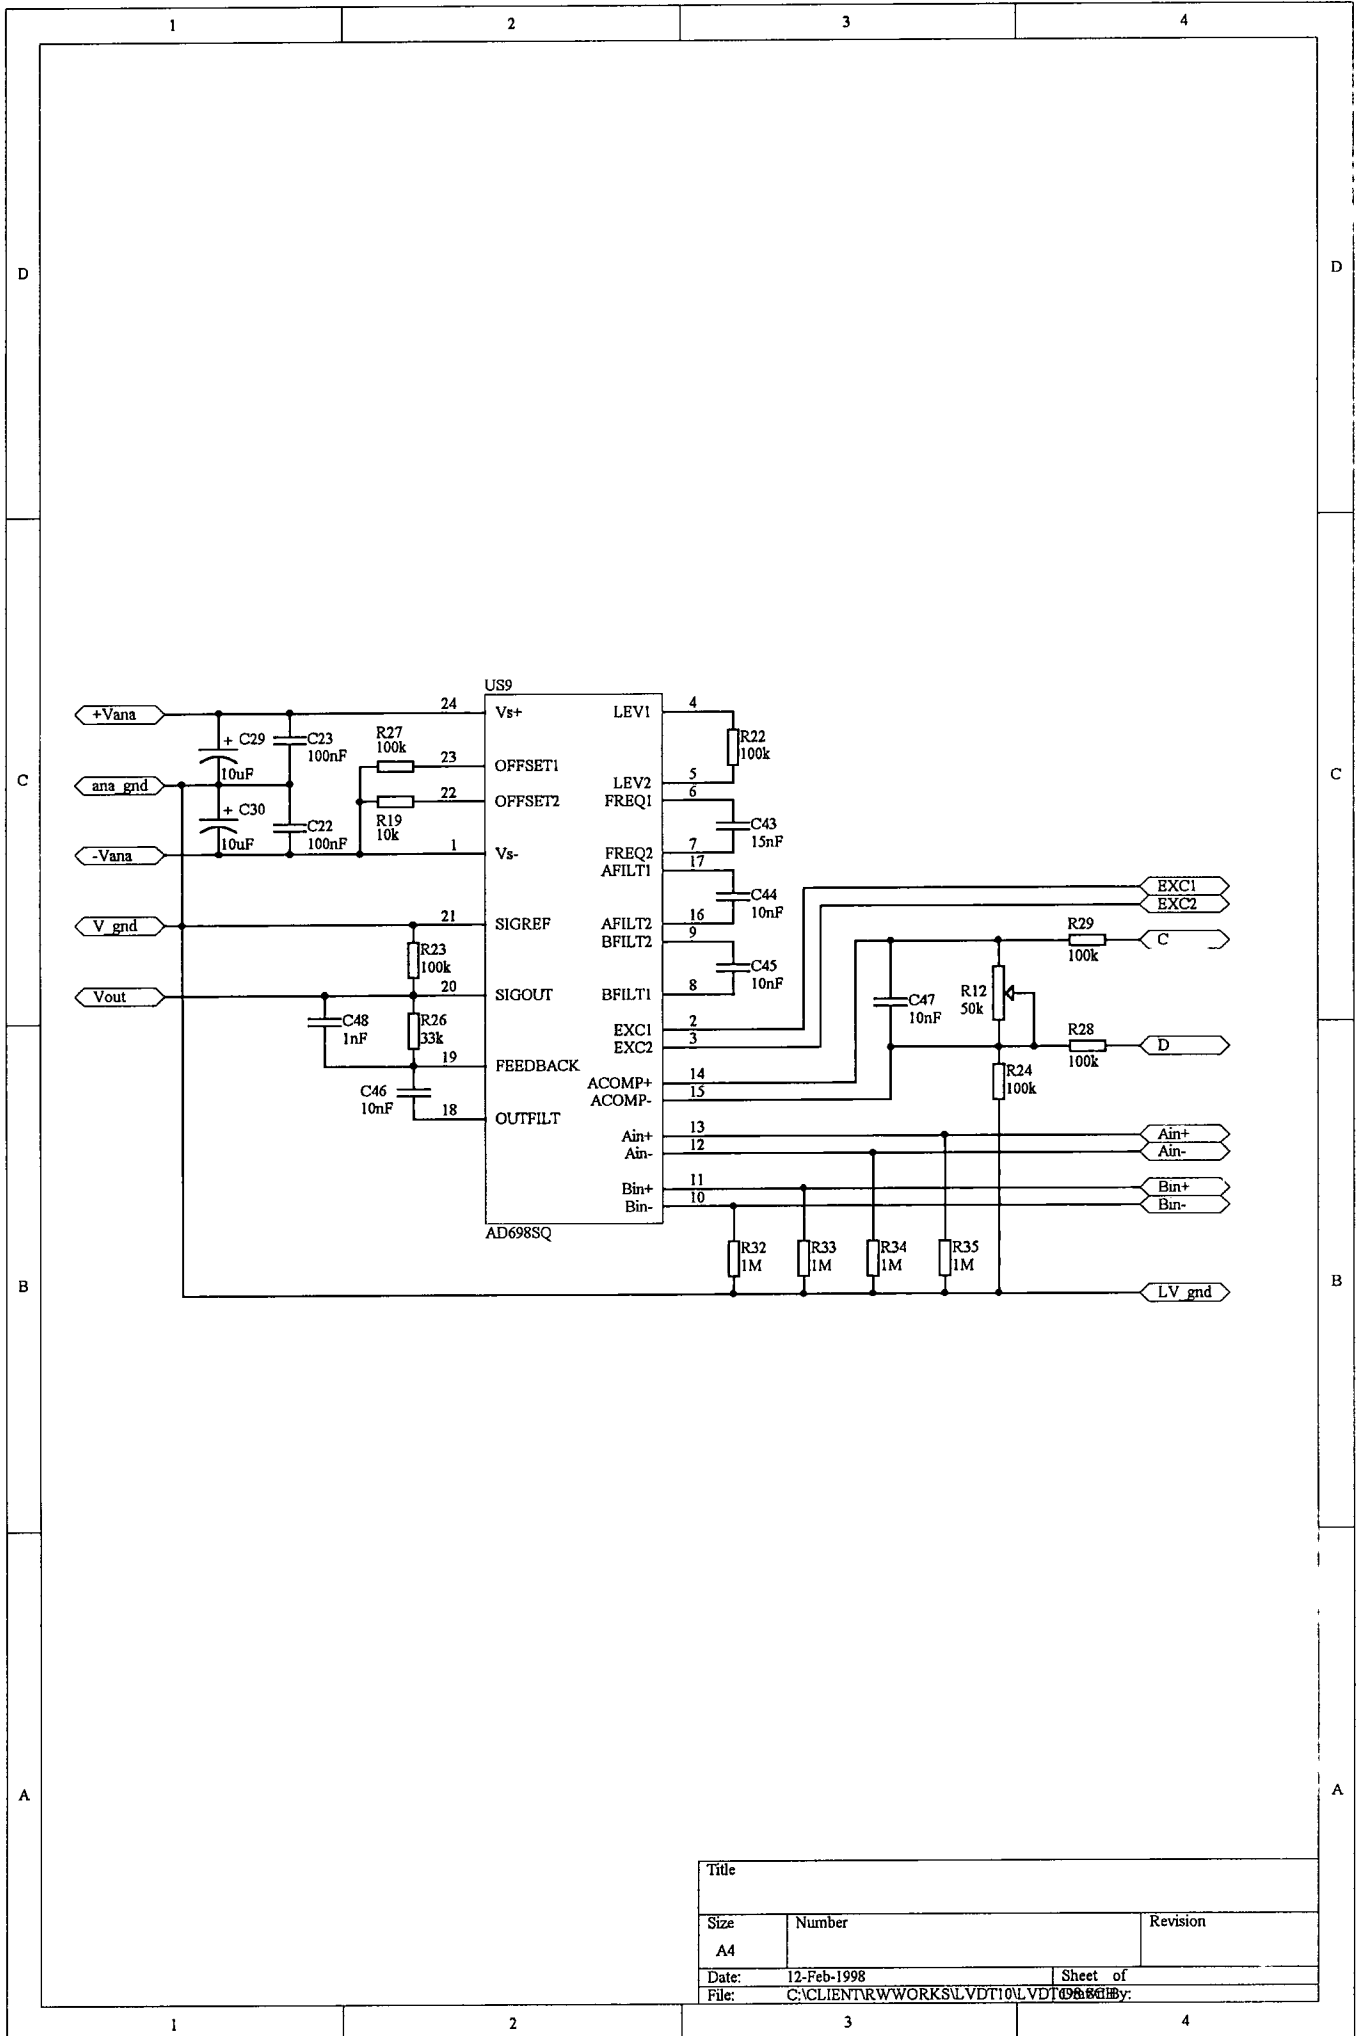 1 2 3 4
D D
US9
+Vana 24 Vs+ LEV1 4
+ C29 C23 R27 R22
10uF 100nF 100k 100k
23 OFFSET1
ana_gnd LEV2 5
22 OFFSET2 FREQ1 6
C C
+ C30 C22 R19 C43
10uF 100nF 10k 15nF
-Vana 1 Vs- FREQ2 7
AFILT1 17
C44
10nF
EXC1
EXC2
V_gnd 21 SIGREF AFILT2 16
BFILT2 9
R29
100k
C
R23
100k
C45
10nF
Vout 20 SIGOUT BFILT1 8
C47
10nF
R12
50k
C48
1nF
R26
33k
EXC1 2
EXC2 3
R28
100k
D
19 FEEDBACK
R24
100k
ACOMP+ 14
ACOMP- 15
C46
10nF
18 OUTFILT
Ain+ 13 Ain+
Ain- 12 Ain-
Bin+ 11 Bin+
Bin- 10 Bin-
AD698SQ
R32 R33 R34 R35
1M 1M 1M 1M
B B
LV_gnd
A A
Title
Size Number Revision
A4
Date: 12-Feb-1998 Sheet of
File: C:\CLIENT\RWWORKS\LVDT10\LVDT By:
1 2 3 4